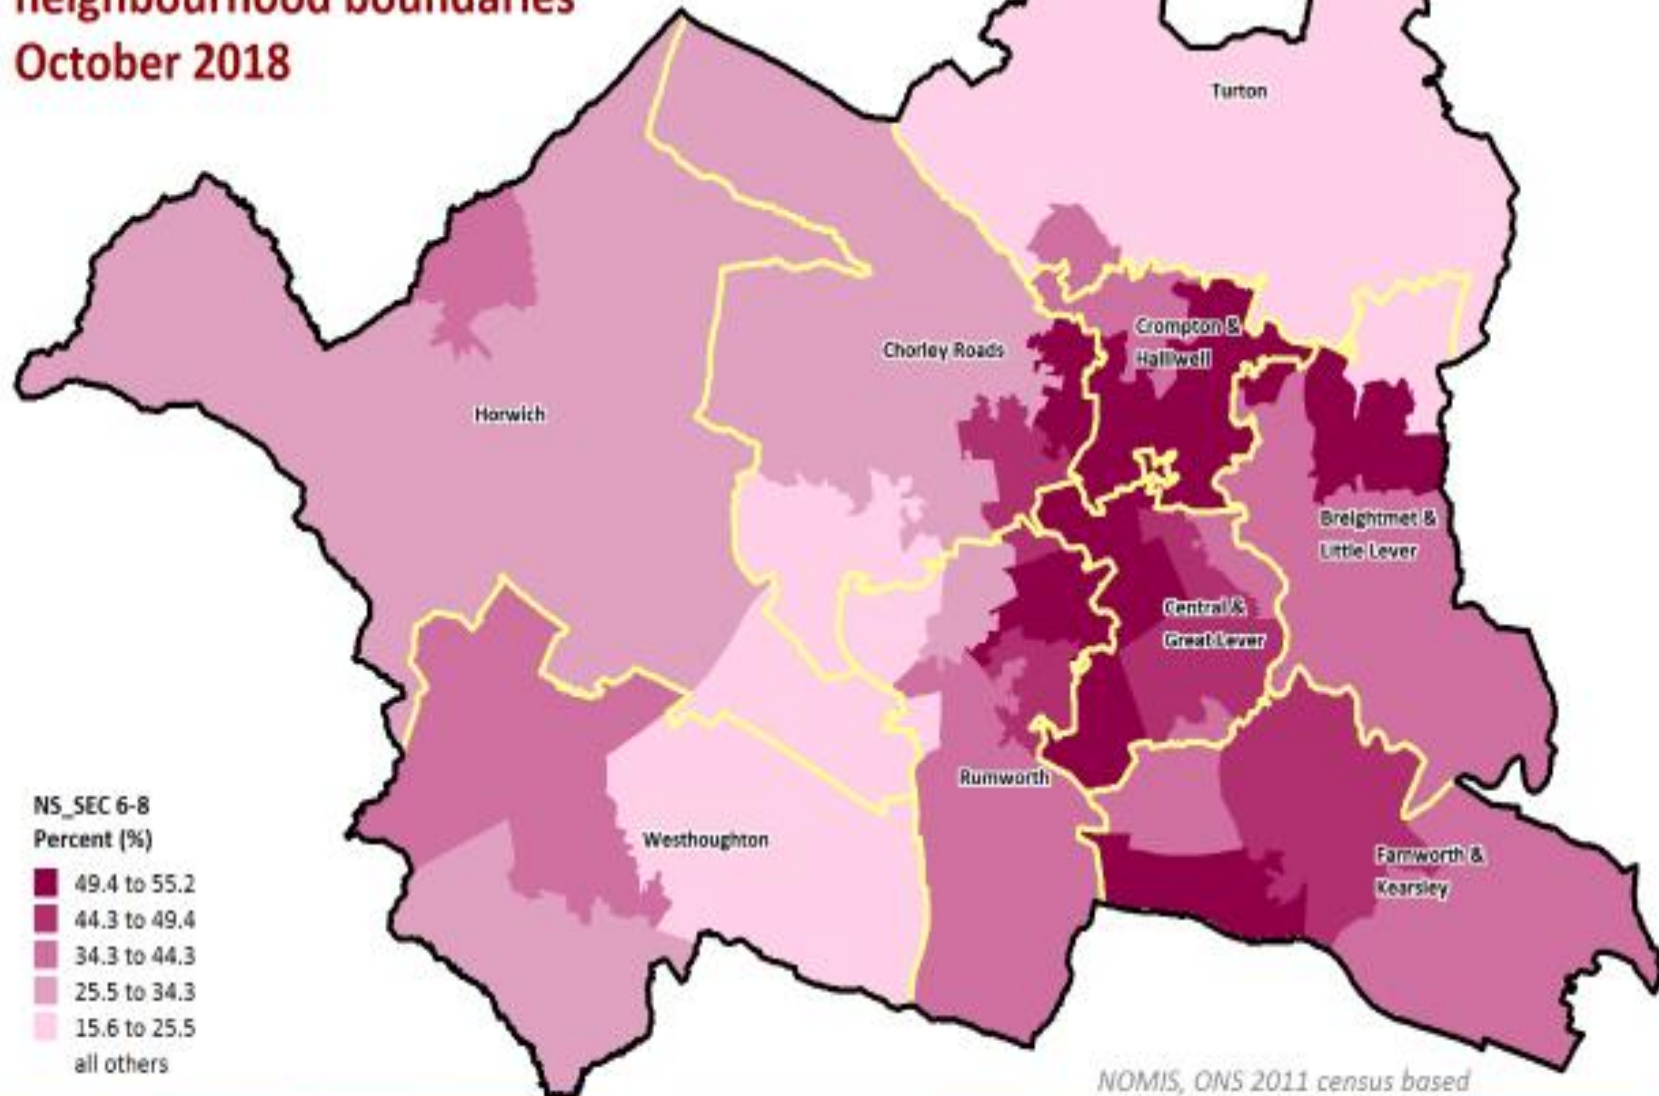 neighbourhood boundaries
October 2018
Turton
Crompton &
Halliwell
Chorley Roads
Horwich
Breightmet &
Little Lever
Central &
Great Lever
Rumworth
Westhoughton
Farnworth &
Kearsley
NS_SEC 6-8
Percent (%)
49.4 to 55.2
44.3 to 49.4
34.3 to 44.3
25.5 to 34.3
15.6 to 25.5
all others
NOMIS, ONS 2011 census based